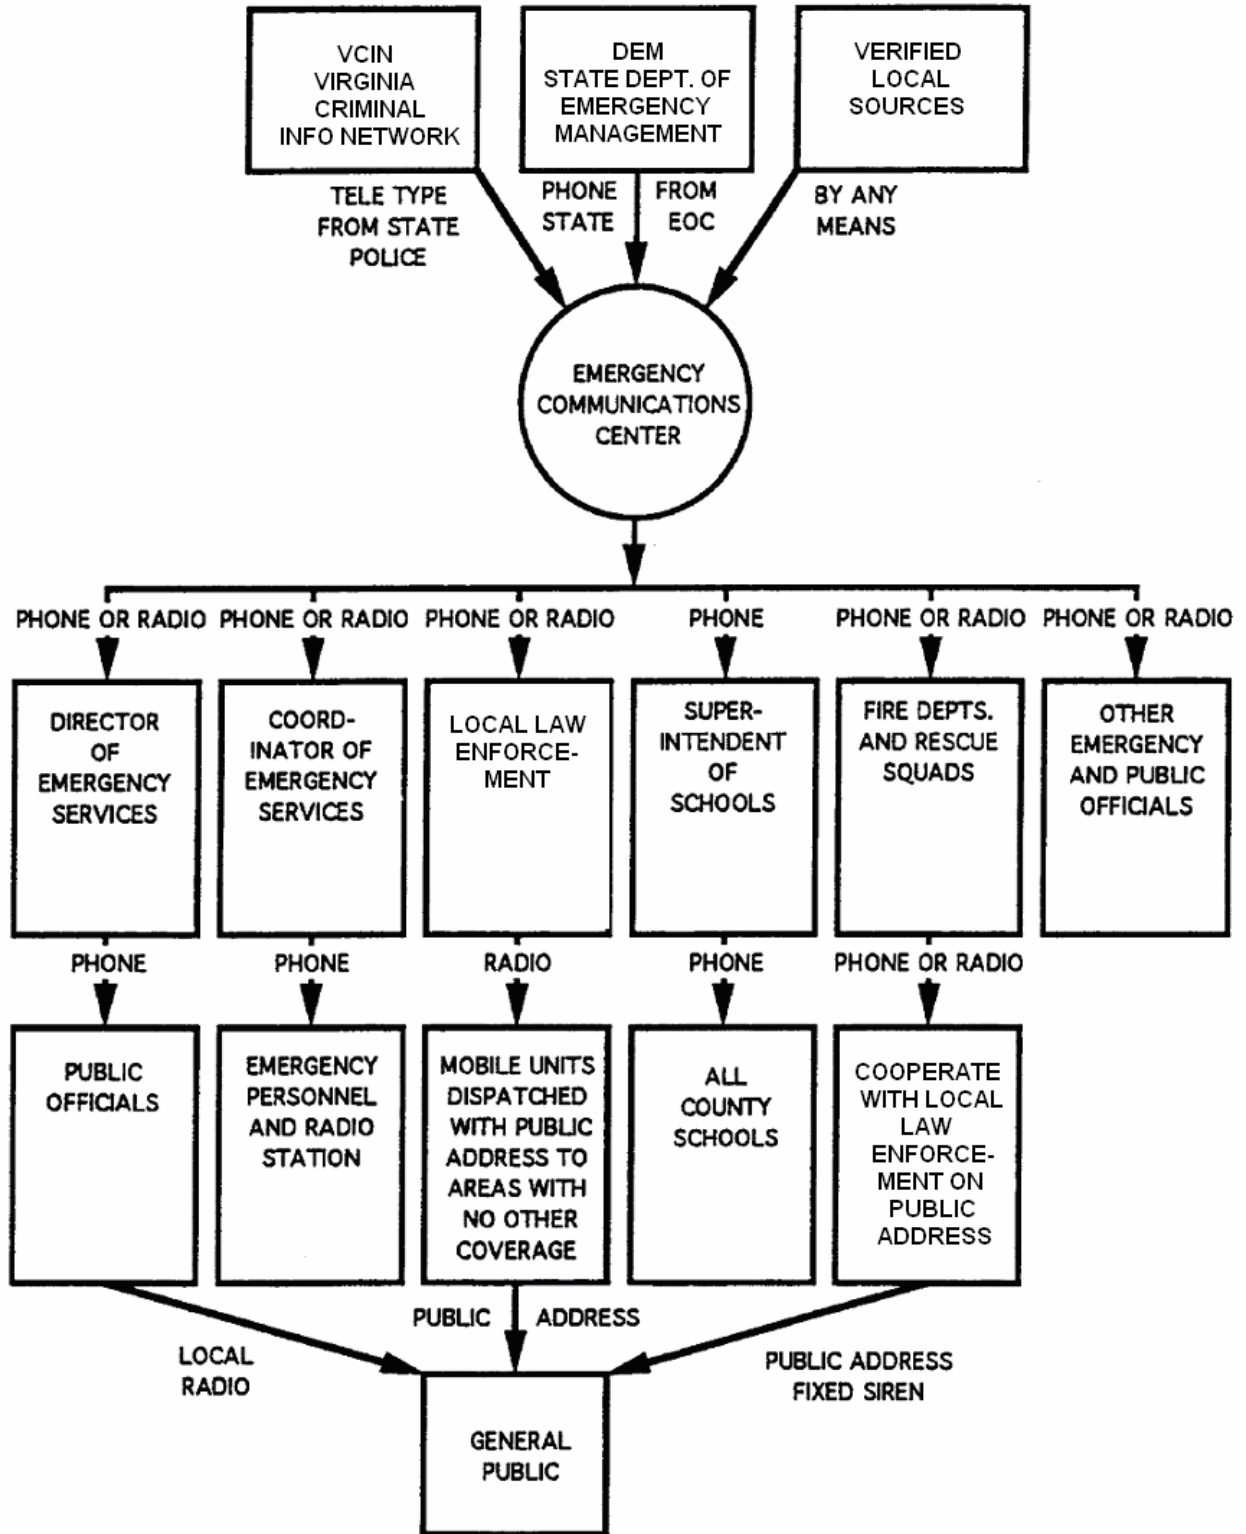 VCIN
VIRGINIA
CRIMINAL
INFO NETWORK
DEM
STATE DEPT. OF
EMERGENCY
MANAGEMENT
VERIFIED
LOCAL
SOURCES
TELE TYPE
FROM STATE
POLICE
PHONE FROM
STATE EOC
BY ANY
MEANS
EMERGENCY
COMMUNICATIONS
CENTER
PHONE OR RADIO
PHONE OR RADIO
PHONE OR RADIO
PHONE
PHONE OR RADIO
PHONE OR RADIO
DIRECTOR
OF
EMERGENCY
SERVICES
COORD-
INATOR OF
EMERGENCY
SERVICES
LOCAL LAW
ENFORCE-
MENT
SUPER-
INTENDENT
OF
SCHOOLS
FIRE DEPTS.
AND RESCUE
SQUADS
OTHER
EMERGENCY
AND PUBLIC
OFFICIALS
PHONE
PHONE
RADIO
PHONE
PHONE OR RADIO
PUBLIC
OFFICIALS
EMERGENCY
PERSONNEL
AND RADIO
STATION
MOBILE UNITS
DISPATCHED
WITH PUBLIC
ADDRESS TO
AREAS WITH
NO OTHER
COVERAGE
ALL
COUNTY
SCHOOLS
COOPERATE
WITH LOCAL
LAW
ENFORCE-
MENT ON
PUBLIC
ADDRESS
LOCAL
RADIO
PUBLIC ADDRESS
PUBLIC ADDRESS
FIXED SIREN
GENERAL
PUBLIC